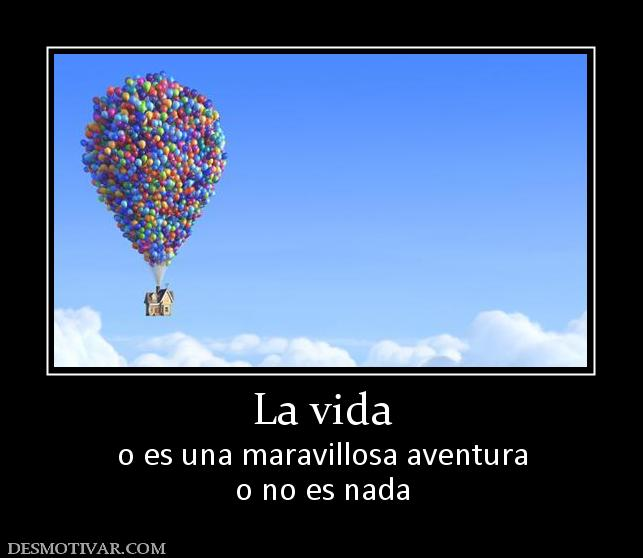 La vida
o es una maravillosa aventura
o no es nada
DESMOTIVAR.COM